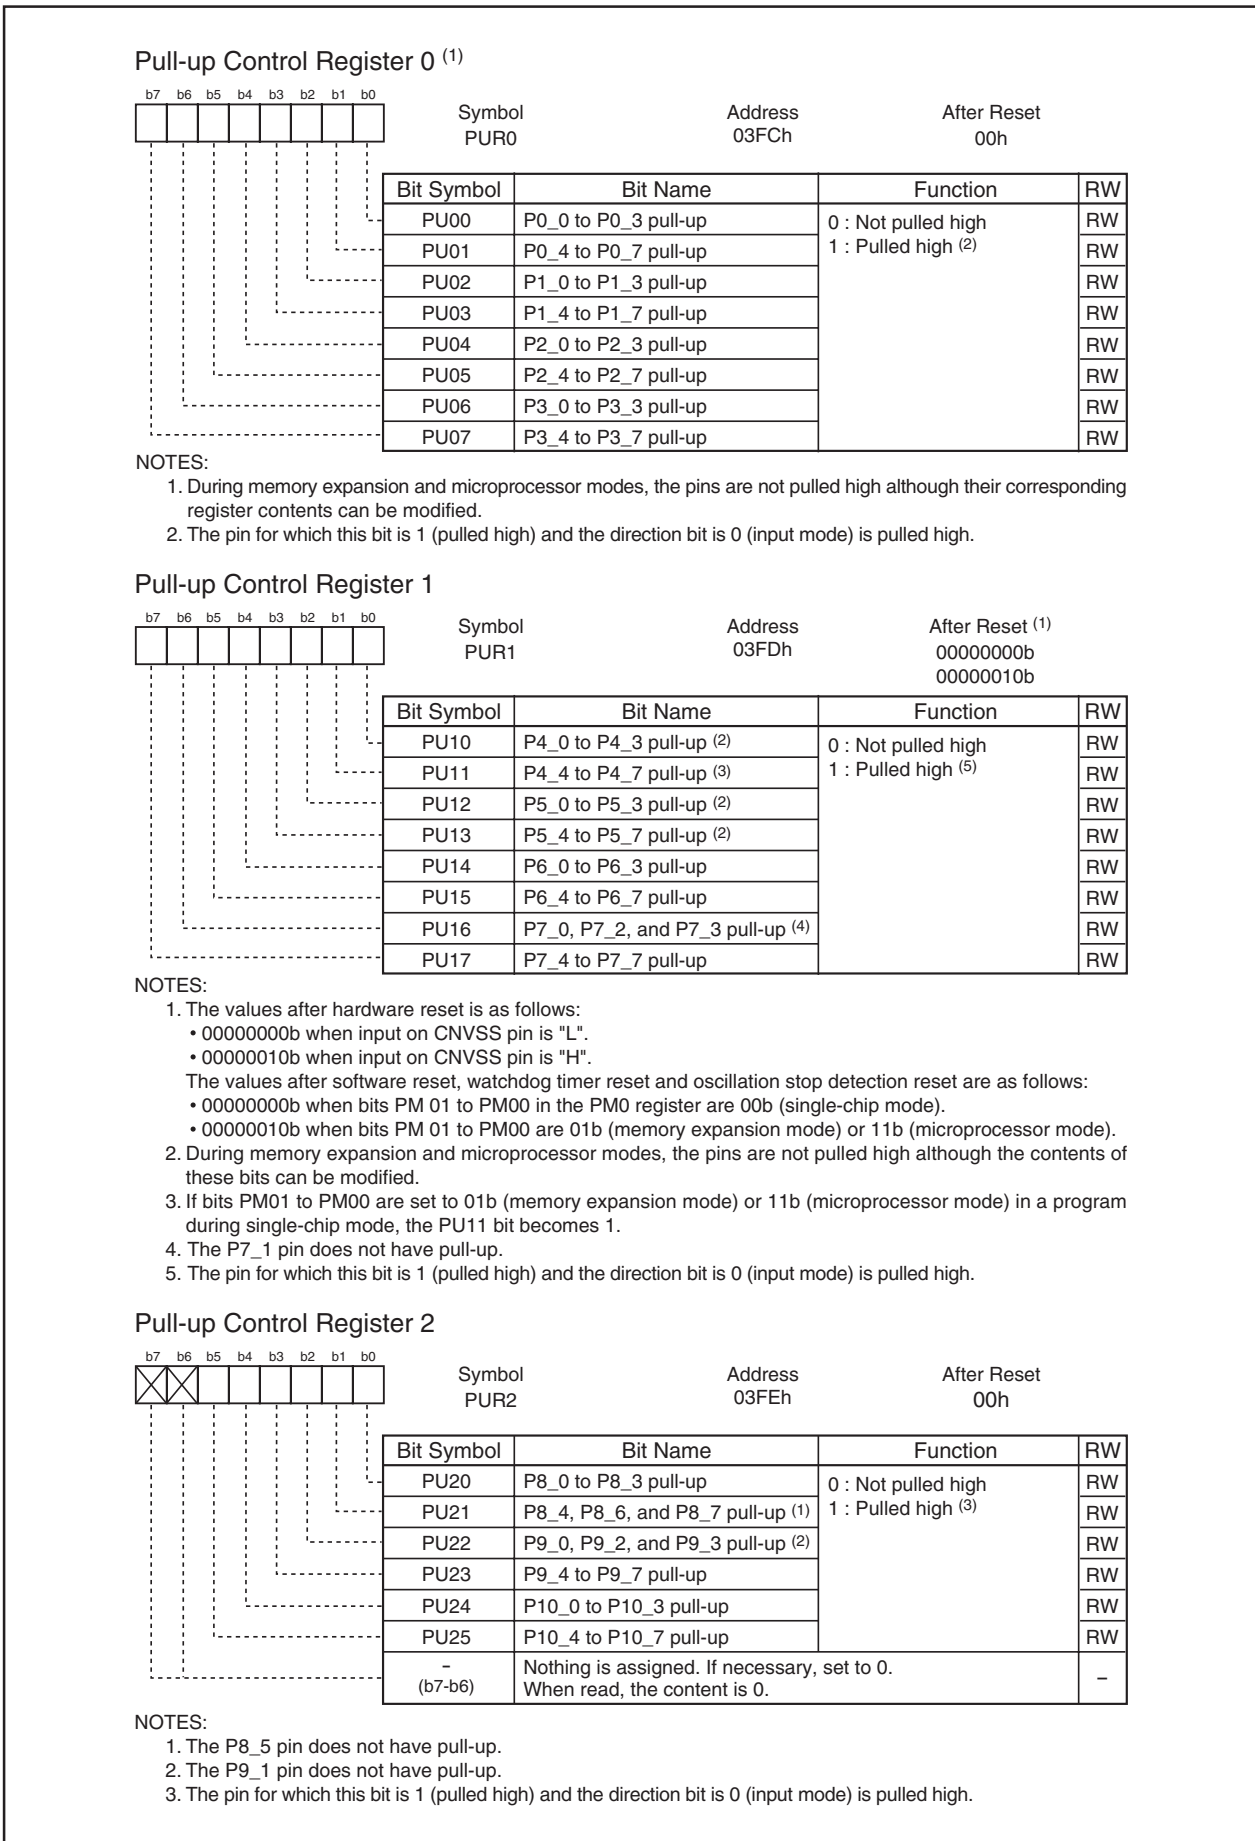 Pull-up Control Register 0 (1)
b7 b6 b5 b4 b3 b2 b1 b0
Symbol Address After Reset
PUR0 03FCh 00h
Bit Symbol Bit Name Function RW
PU00 P0_0 to P0_3 pull-up 0 : Not pulled high RW
PU01 P0_4 to P0_7 pull-up 1 : Pulled high (2) RW
PU02 P1_0 to P1_3 pull-up RW
PU03 P1_4 to P1_7 pull-up RW
PU04 P2_0 to P2_3 pull-up RW
PU05 P2_4 to P2_7 pull-up RW
PU06 P3_0 to P3_3 pull-up RW
PU07 P3_4 to P3_7 pull-up RW
NOTES:
1. During memory expansion and microprocessor modes, the pins are not pulled high although their corresponding
register contents can be modified.
2. The pin for which this bit is 1 (pulled high) and the direction bit is 0 (input mode) is pulled high.
Pull-up Control Register 1
b7 b6 b5 b4 b3 b2 b1 b0
Symbol Address After Reset (1)
PUR1 03FDh 00000000b
00000010b
Bit Symbol Bit Name Function RW
PU10 P4_0 to P4_3 pull-up (2) 0 : Not pulled high RW
PU11 P4_4 to P4_7 pull-up (3) 1 : Pulled high (5) RW
PU12 P5_0 to P5_3 pull-up (2) RW
PU13 P5_4 to P5_7 pull-up (2) RW
PU14 P6_0 to P6_3 pull-up RW
PU15 P6_4 to P6_7 pull-up RW
PU16 P7_0, P7_2, and P7_3 pull-up (4) RW
PU17 P7_4 to P7_7 pull-up RW
NOTES:
1. The values after hardware reset is as follows:
• 00000000b when input on CNVSS pin is "L".
• 00000010b when input on CNVSS pin is "H".
The values after software reset, watchdog timer reset and oscillation stop detection reset are as follows:
• 00000000b when bits PM 01 to PM00 in the PM0 register are 00b (single-chip mode).
• 00000010b when bits PM 01 to PM00 are 01b (memory expansion mode) or 11b (microprocessor mode).
2. During memory expansion and microprocessor modes, the pins are not pulled high although the contents of
these bits can be modified.
3. If bits PM01 to PM00 are set to 01b (memory expansion mode) or 11b (microprocessor mode) in a program
during single-chip mode, the PU11 bit becomes 1.
4. The P7_1 pin does not have pull-up.
5. The pin for which this bit is 1 (pulled high) and the direction bit is 0 (input mode) is pulled high.
Pull-up Control Register 2
b7 b6 b5 b4 b3 b2 b1 b0
Symbol Address After Reset
PUR2 03FEh 00h
Bit Symbol Bit Name Function RW
PU20 P8_0 to P8_3 pull-up 0 : Not pulled high RW
PU21 P8_4, P8_6, and P8_7 pull-up (1) 1 : Pulled high (3) RW
PU22 P9_0, P9_2, and P9_3 pull-up (2) RW
PU23 P9_4 to P9_7 pull-up RW
PU24 P10_0 to P10_3 pull-up RW
PU25 P10_4 to P10_7 pull-up RW
– Nothing is assigned. If necessary, set to 0. –
(b7-b6) When read, the content is 0.
NOTES:
1. The P8_5 pin does not have pull-up.
2. The P9_1 pin does not have pull-up.
3. The pin for which this bit is 1 (pulled high) and the direction bit is 0 (input mode) is pulled high.